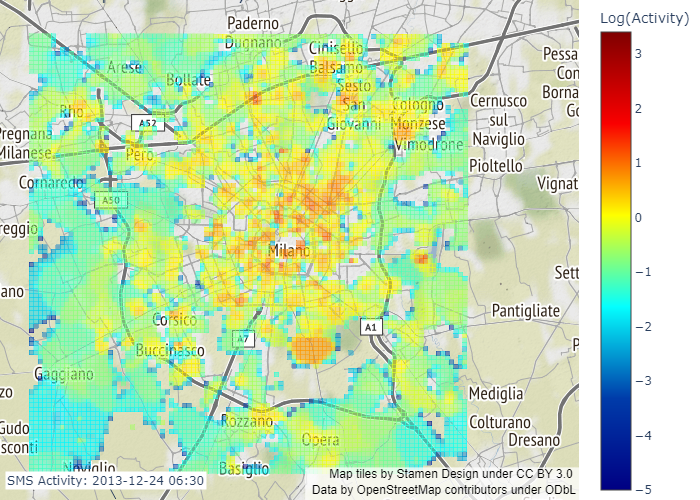 Log(Activity)
3
2
1
0
−1
−2
−3
−4
−5
Paderno
Dugnano
Cinisello
Balsamo
Arese
Bollate
Sesto
San
Giovanni
Rho
Cologno
Monzese
Vimodrone
Cernusco
sul
Naviglio
Pioltello
Pessa
Con
Borna
Go
A52
Pregnana
Milanese
Pero
Cornaredo
A50
Vignat
reggio
Milano
Sett
ano
Pantigliate
Corsico
A7
A1
Buccinasco
P
Gaggiano
zo
Mediglia
Rozzano
Colturano
Gudo
sconti
Opera
Dresano
Noviglio
Basiglio
SMS Activity: 2013-12-24 06:30
Map tiles by Stamen Design under CC BY 3.0
Data by OpenStreetMap contributors under ODbL